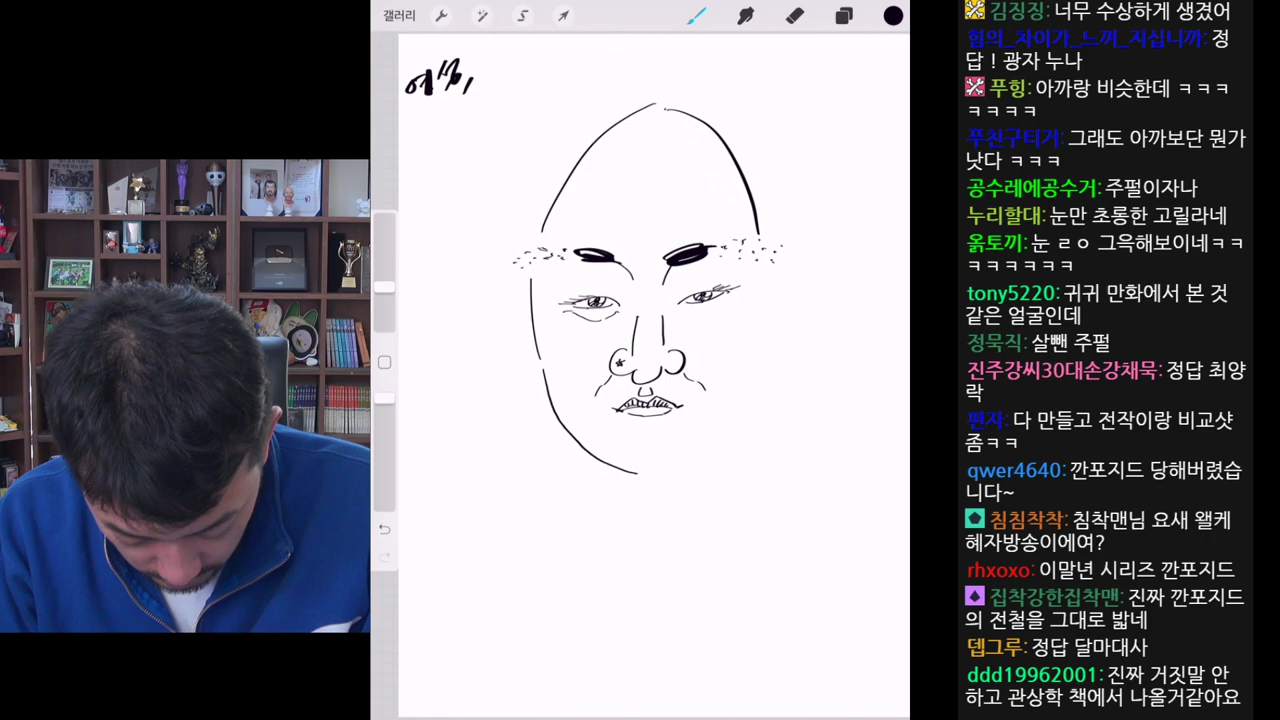 갤러리
여성,
김징징: 너무 수상하게 생겼어
혐의_차이가_느껴_지십니까: 정
답 ! 광자 누나
푸힝: 아까랑 비슷한데 ㅋㅋㅋ
ㅋㅋㅋㅋ
푸친구티거: 그래도 아까보단 뭔가
낫다 ㅋㅋㅋ
공수레에공수거: 주펄이자나
누리할대: 눈만 초롱한 고릴라네
옭토끼: 눈 ㄹㅇ 그윽해보이네ㅋㅋ
ㅋㅋㅋㅋㅋㅋ
tony5220: 귀귀 만화에서 본 것
같은 얼굴인데
정묵직: 살뺀 주펄
진주강씨30대손강채묵: 정답 최양
락
편자: 다 만들고 전작이랑 비교샷
좀ㅋㅋ
qwer4640: 깐포지드 당해버렸습
니다~
침침착착: 침착맨님 요새 왤케
혜자방송이에여?
rhxoxo: 이말년 시리즈 깐포지드
집착강한집착맨: 진짜 깐포지드
의 전철을 그대로 밟네
뎁그루: 정답 달마대사
ddd19962001: 진짜 거짓말 안
하고 관상학 책에서 나올거같아요